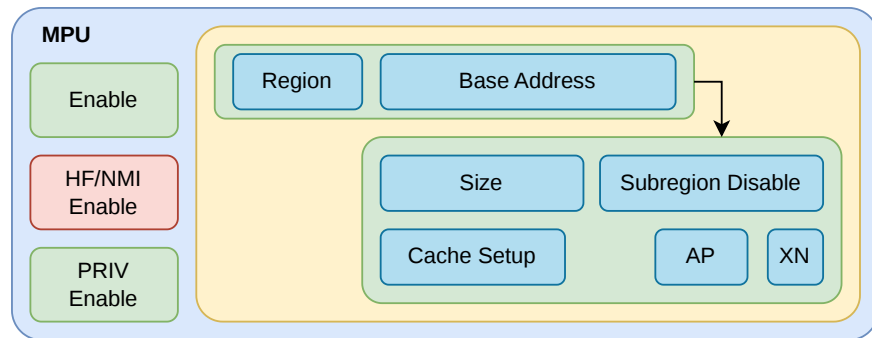 MPU
Enable
HF/NMI
Enable
PRIV
Enable
Region
Base Address
Size
Subregion Disable
Cache Setup
AP
XN